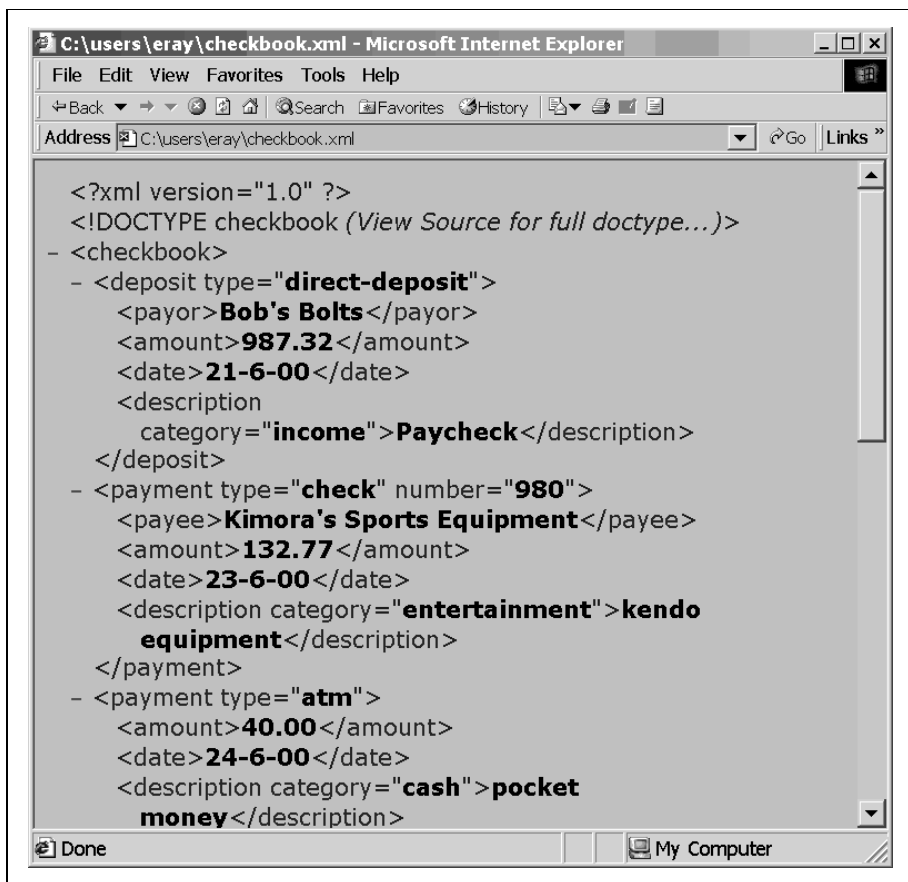 C:\users\eray\checkbook.xml - Microsoft Internet Explorer
File Edit View Favorites Tools Help
Back Search Favorites History
Address C:\users\eray\checkbook.xml Go Links »
<?xml version="1.0" ?>
<!DOCTYPE checkbook (View Source for full doctype...)>
– <checkbook>
– <deposit type="direct-deposit">
<payor>Bob's Bolts</payor>
<amount>987.32</amount>
<date>21-6-00</date>
<description
category="income">Paycheck</description>
</deposit>
– <payment type="check" number="980">
<payee>Kimora's Sports Equipment</payee>
<amount>132.77</amount>
<date>23-6-00</date>
<description category="entertainment">kendo
equipment</description>
</payment>
– <payment type="atm">
<amount>40.00</amount>
<date>24-6-00</date>
<description category="cash">pocket
money</description>
Done My Computer